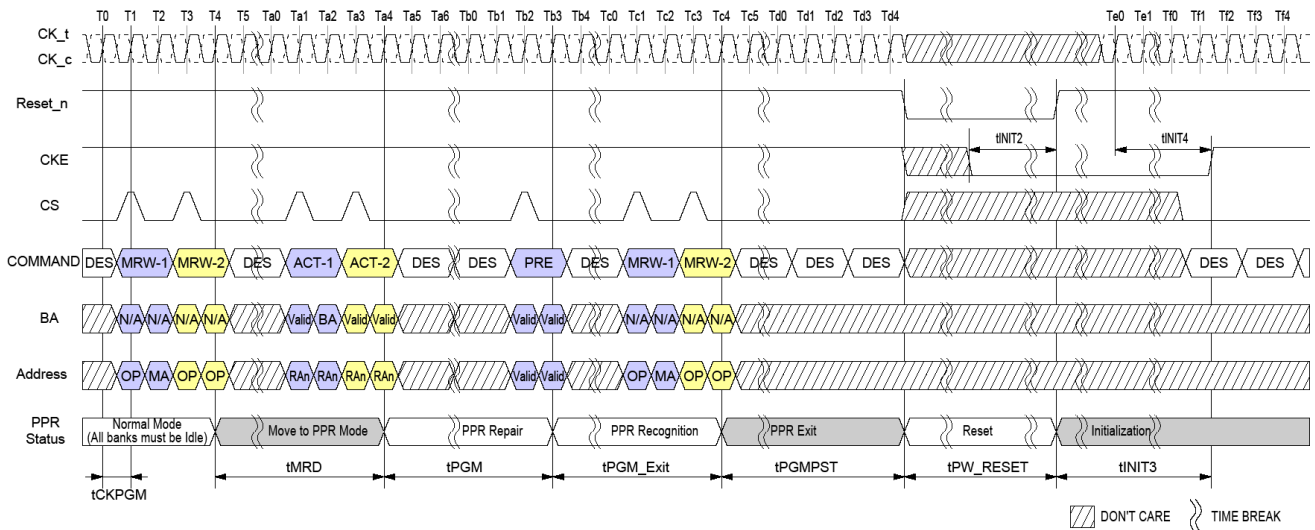 T0 T1 T2 T3 T4 T5 Ta0 Ta1 Ta2 Ta3 Ta4 Ta5 Ta6 Tb0 Tb1 Tb2 Tb3 Tb4 Tc0 Tc1 Tc2 Tc3 Tc4 Tc5 Td0 Td1 Td2 Td3 Td4 Te0 Te1 Tf0 Tf1 Tf2 Tf3 Tf4
CK_t
CK_c
Reset_n
tINIT2 tINIT4
CKE
CS
COMMAND DES MRW-1 MRW-2 DES ACT-1 ACT-2 DES DES PRE DES MRW-1 MRW-2 DES DES DES DES DES
BA N/A N/A N/A N/A Valid BA Valid Valid Valid Valid N/A N/A N/A N/A
Address OP MA OP OP RAn RAn RAn RAn Valid Valid OP MA OP OP
PPR Status Normal Mode (All banks must be Idle) Move to PPR Mode PPR Repair PPR Recognition PPR Exit Reset Initialization
tMRD tPGM tPGM_Exit tPGMPST tPW_RESET tINIT3
tCKPGM
DON'T CARE TIME BREAK